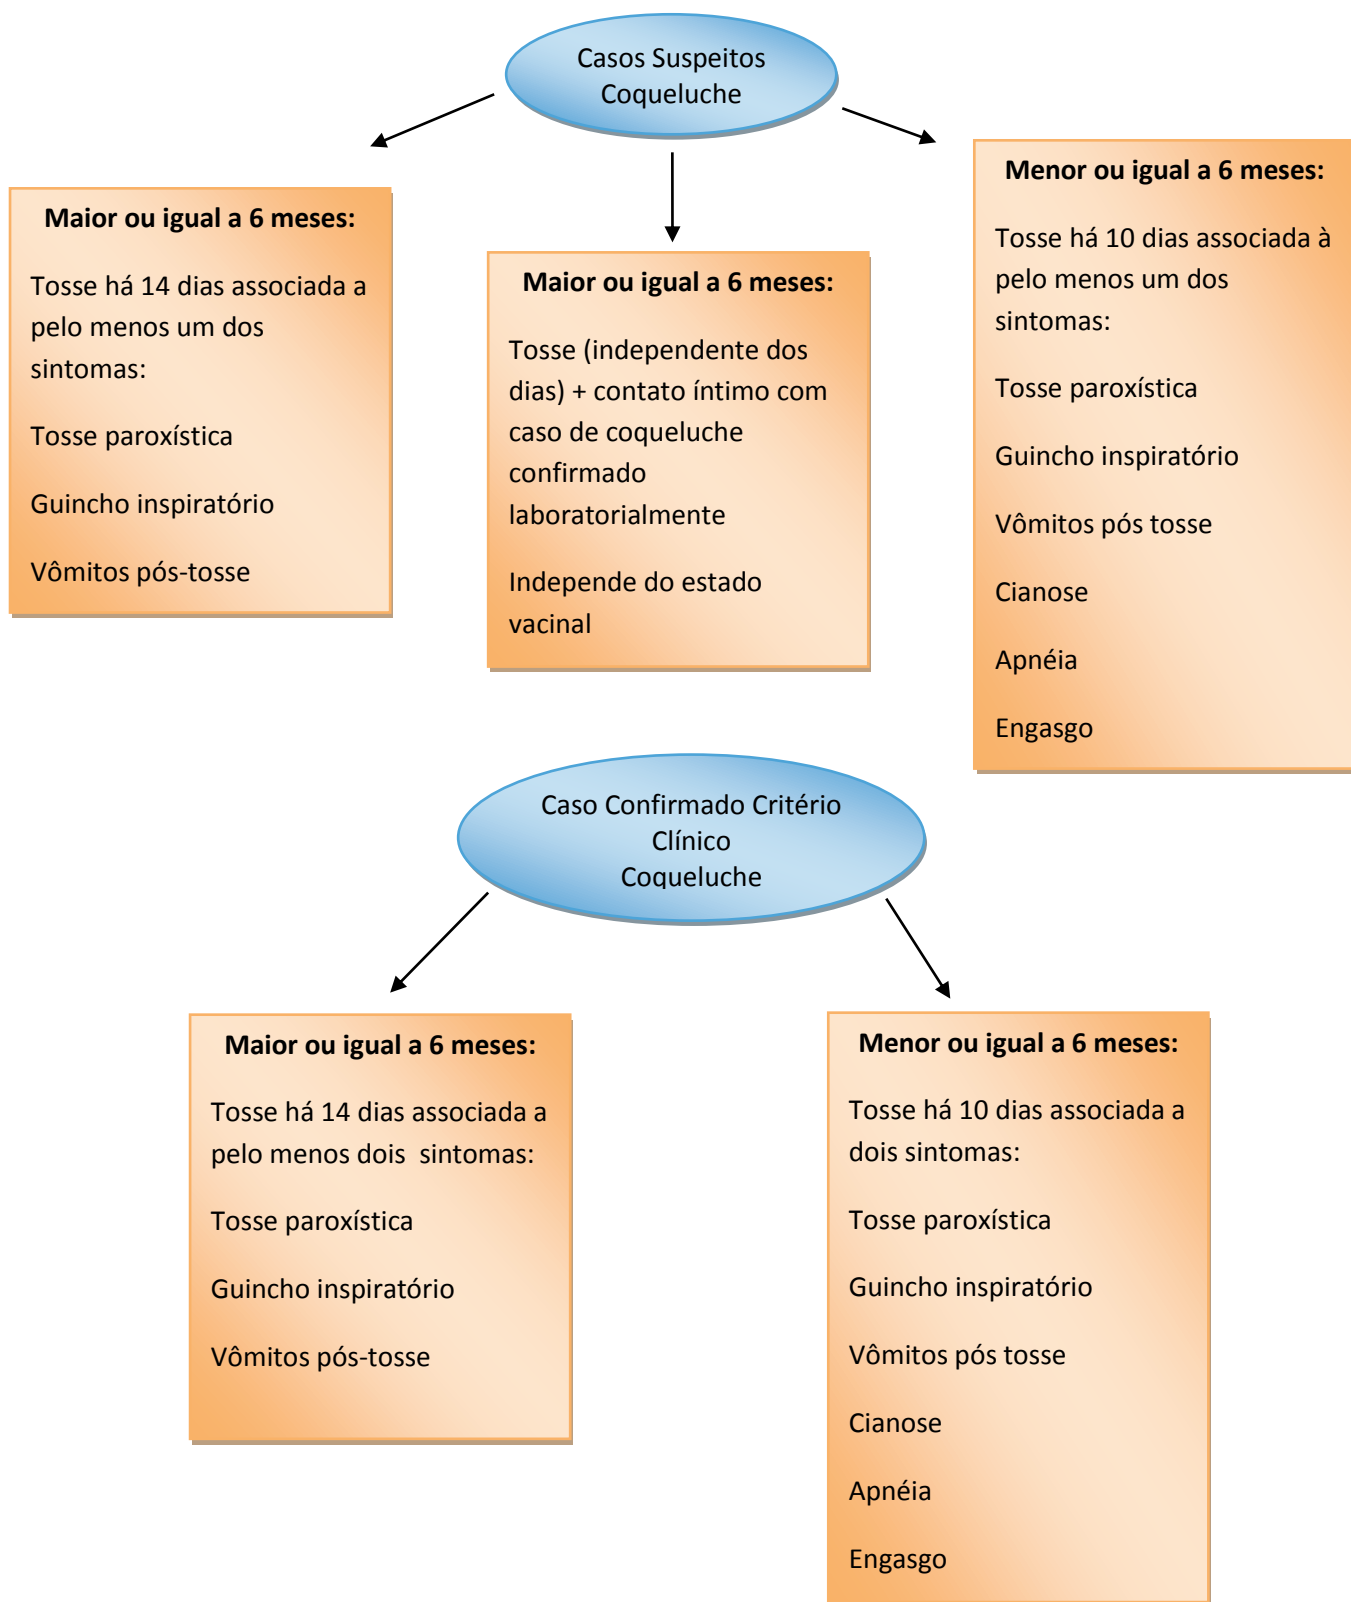 Casos Suspeitos
Coqueluche
Maior ou igual a 6 meses:
Tosse há 14 dias associada a
pelo menos um dos
sintomas:
Tosse paroxística
Guincho inspiratório
Vômitos pós-tosse
Maior ou igual a 6 meses:
Tosse (independente dos
dias) + contato íntimo com
caso de coqueluche
confirmado
laboratorialmente
Independe do estado
vacinal
Menor ou igual a 6 meses:
Tosse há 10 dias associada à
pelo menos um dos
sintomas:
Tosse paroxística
Guincho inspiratório
Vômitos pós tosse
Cianose
Apnéia
Engasgo
Caso Confirmado Critério
Clínico
Coqueluche
Maior ou igual a 6 meses:
Tosse há 14 dias associada a
pelo menos dois  sintomas:
Tosse paroxística
Guincho inspiratório
Vômitos pós-tosse
Menor ou igual a 6 meses:
Tosse há 10 dias associada a
dois sintomas:
Tosse paroxística
Guincho inspiratório
Vômitos pós tosse
Cianose
Apnéia
Engasgo